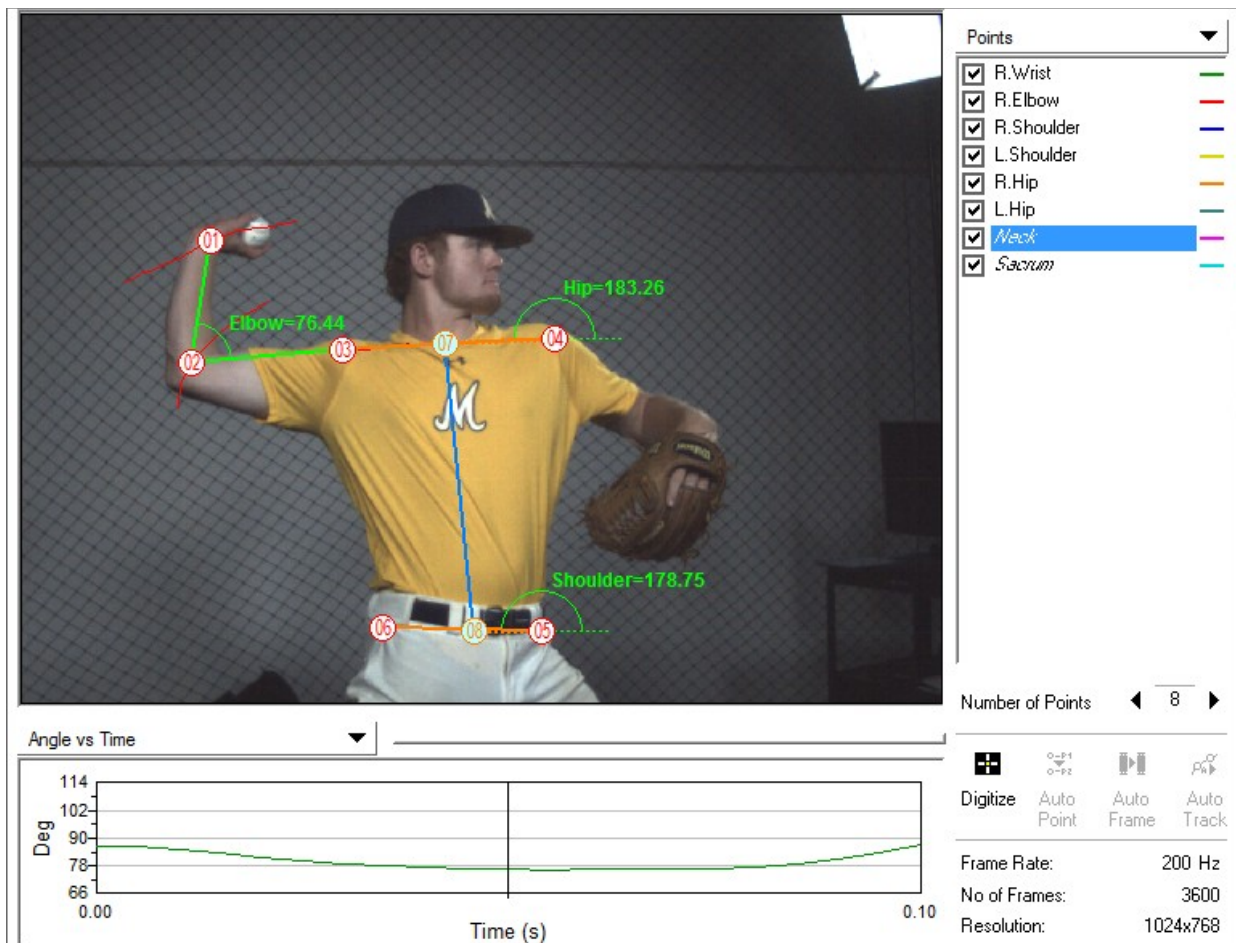 Points
R.Wrist
R.Elbow
R.Shoulder
L.Shoulder
R.Hip
L.Hip
Neck
Sacrum
01
Hip=183.26
Elbow=76.44
02
03
07
04
M
Shoulder=178.75
06
08
05
Number of Points 8
Angle vs Time
Digitize
Auto Point
Auto Frame
Auto Track
114
102
90
78
66
Deg
0.00
0.10
Time (s)
Frame Rate: 200 Hz
No of Frames: 3600
Resolution: 1024x768